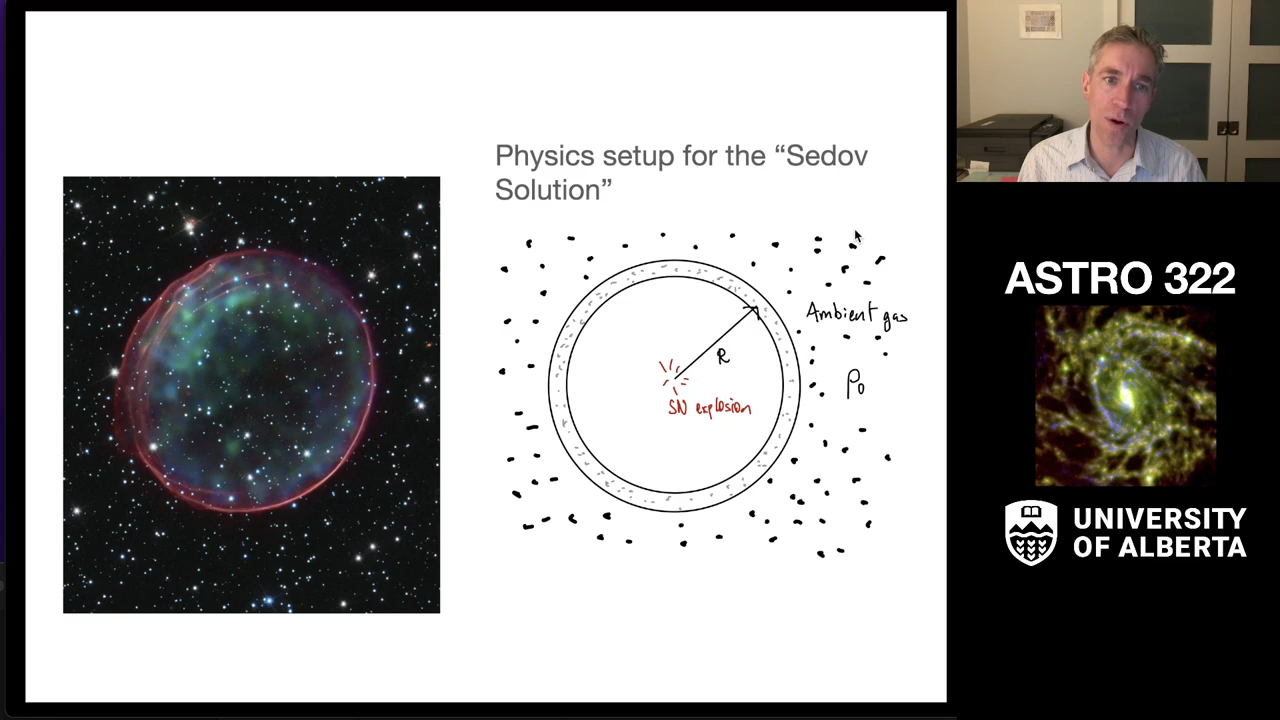 Physics setup for the “Sedov
Solution”
Ambient gas
R
ρ₀
SN explosion
ASTRO 322
UNIVERSITY
OF ALBERTA